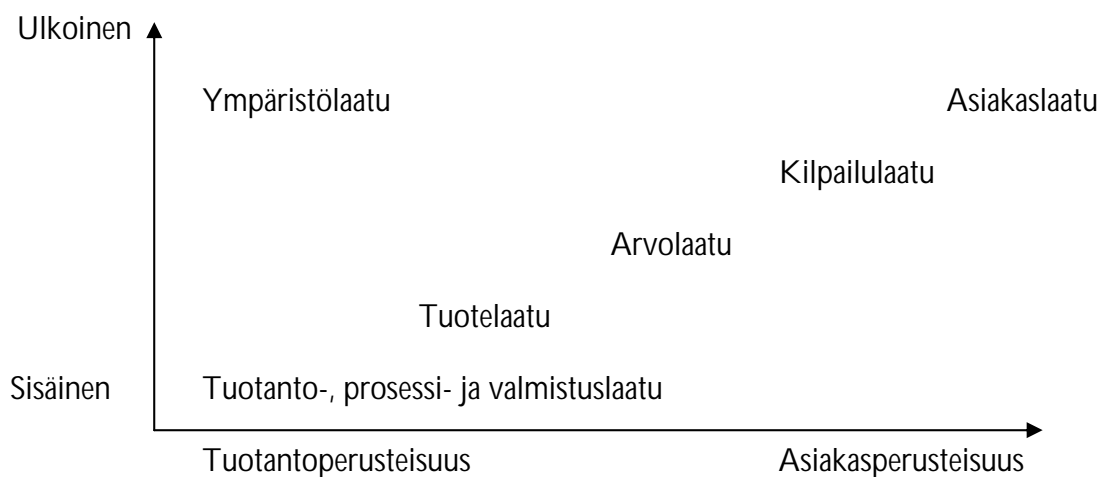 Ulkoinen
Ympäristölaatu Asiakaslaatu
Kilpailulaatu
Arvolaatu
Tuotelaatu
Sisäinen Tuotanto-, prosessi- ja valmistuslaatu
Tuotantoperusteisuus Asiakasperusteisuus